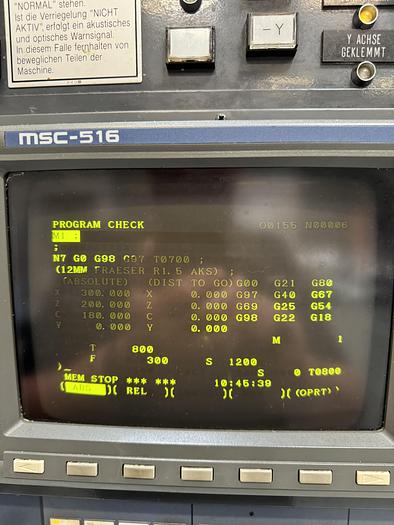 "NORMAL" stehen.
Ist die Verriegelung "NICHT
AKTIV", erfolgt ein akustisches
und optisches Warnsignal.
In diesem Falle fernhalten von
beweglichen Teilen der
Maschine.
-Y
Y ACHSE
GEKLEMMT
msc-516
PROGRAM CHECK O0155 N00006
M1 ;
;
N7 G0 G98 G97 T0700 ;
(12MM FRAESER R1.5 AKS) ;
(ABSOLUTE) (DIST TO GO) G00 G21 G80
X 300.000 X 0.000 G97 G40 G67
Z 200.000 Z 0.000 G69 G25 G54
C 180.000 C 0.000 G98 G22 G18
Y 0.000 Y 0.000
M 1
T 800
F 300 S 1200
)_ S 0 T0800
MEM STOP *** *** 10:45:39
( ABS )( REL )( )( )( (OPRT) )